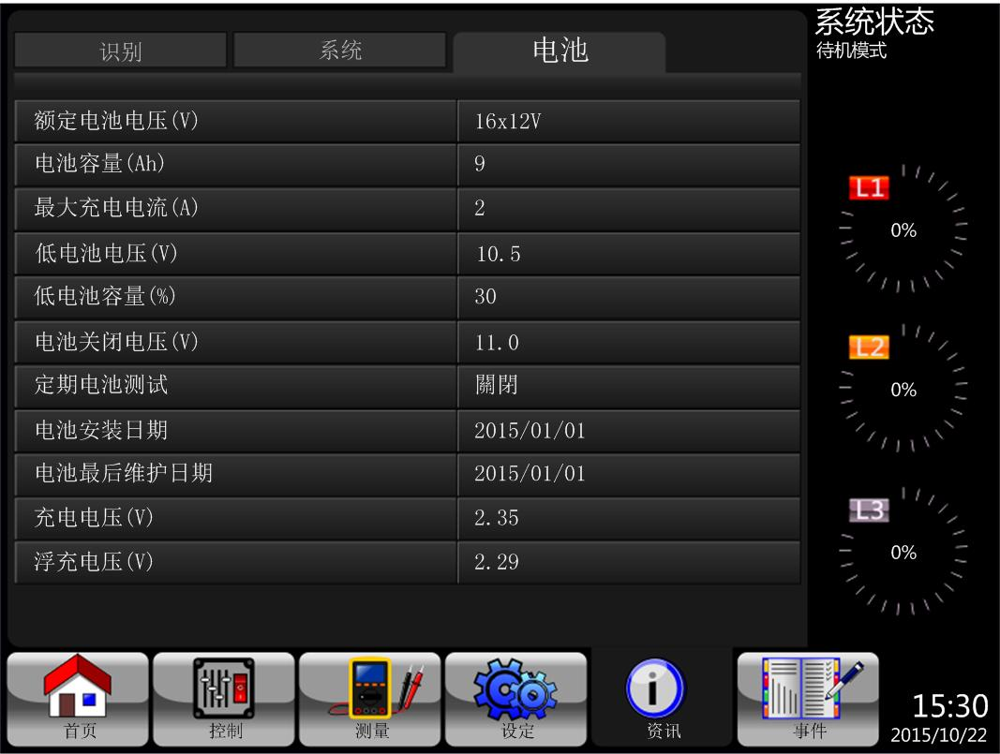 识别 系统 电池
系统状态
待机模式
额定电池电压(V) 16x12V
电池容量(Ah) 9
最大充电电流(A) 2
低电池电压(V) 10.5
低电池容量(%) 30
电池关闭电压(V) 11.0
定期电池测试 關閉
电池安装日期 2015/01/01
电池最后维护日期 2015/01/01
充电电压(V) 2.35
浮充电压(V) 2.29
L1
0%
L2
0%
L3
0%
首页 控制 测量 设定 资讯 事件
15:30
2015/10/22